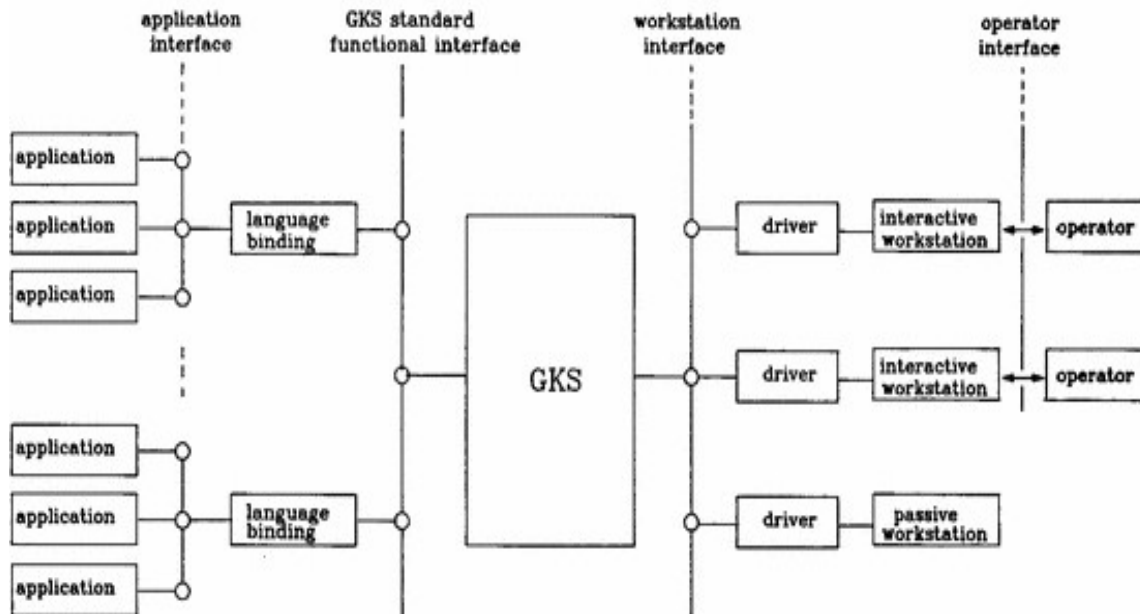 application
interface
GKS standard
functional interface
workstation
interface
operator
interface
application
application
application
language
binding
driver
interactive
workstation
operator
GKS
driver
interactive
workstation
operator
application
application
application
language
binding
driver
passive
workstation